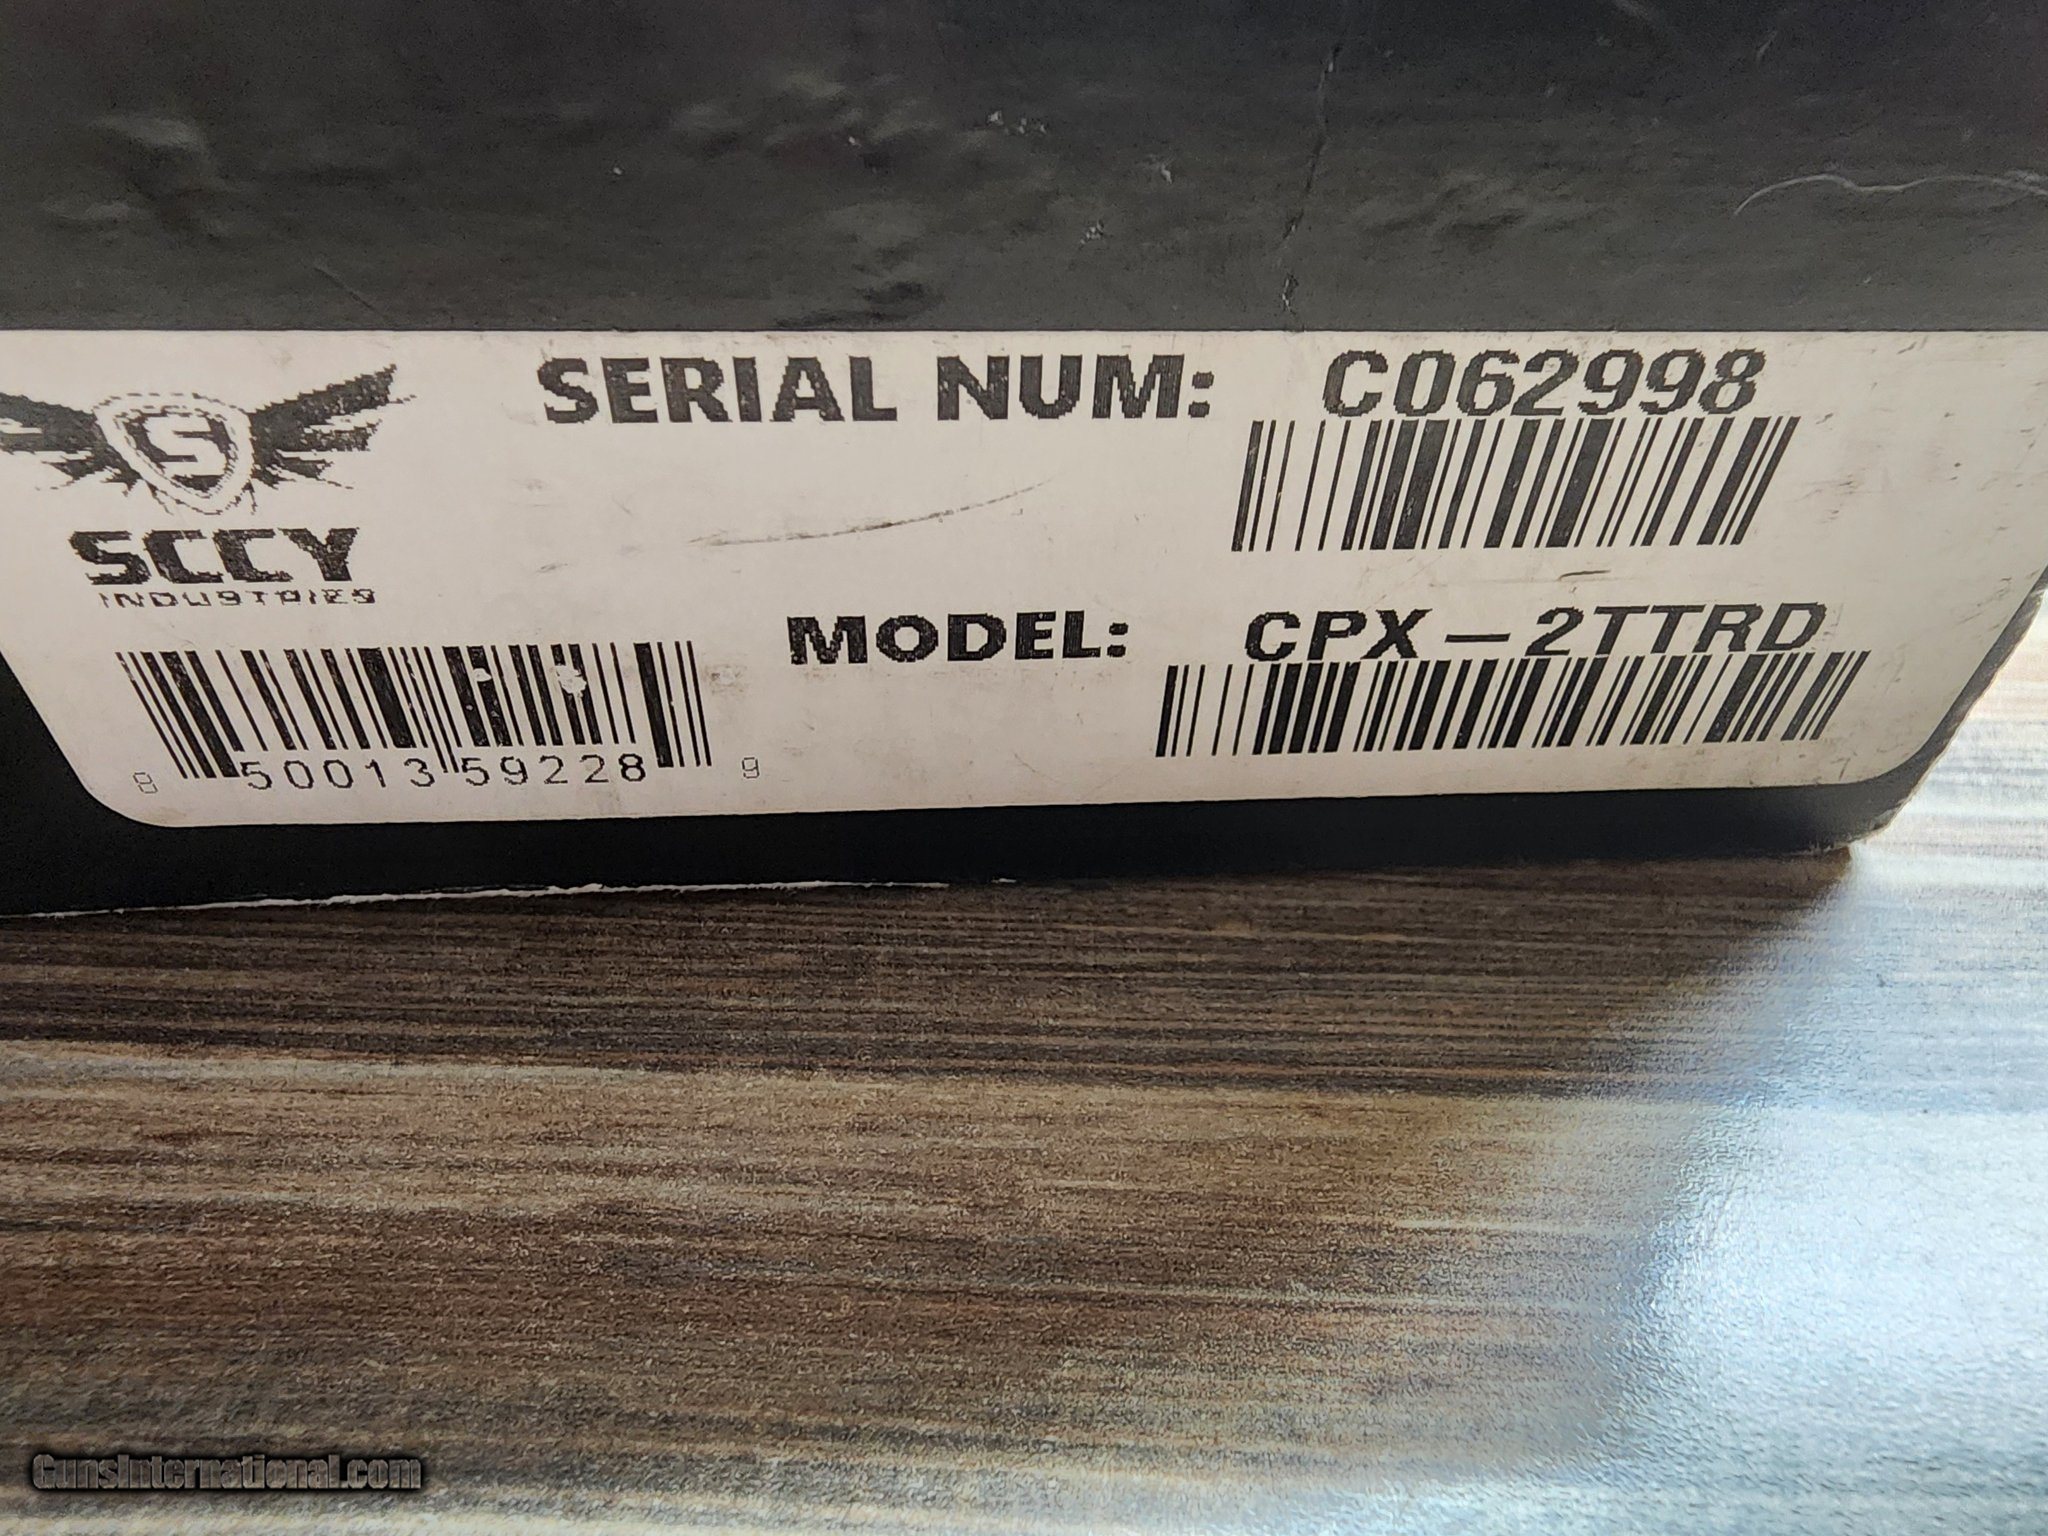 S
SERIAL NUM: C062998
SCCY
INDUSTRIES
MODEL: CPX-2TTRD
8 50013 59228 9
GunsInternational.com